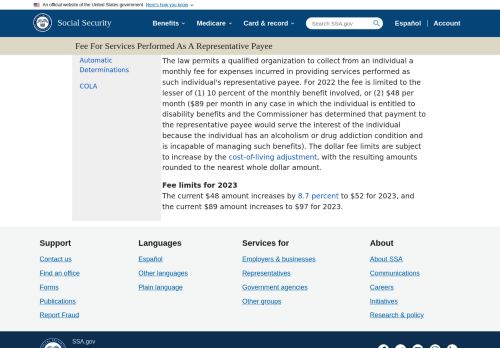 An official website of the United States government Here's how you know
Social Security
Benefits Medicare Card & record Search SSA.gov Español Account
Fee For Services Performed As A Representative Payee
Automatic
Determinations
COLA
The law permits a qualified organization to collect from an individual a
monthly fee for expenses incurred in providing services performed as
such individual's representative payee. For 2022 the fee is limited to the
lesser of (1) 10 percent of the monthly benefit involved, or (2) $48 per
month ($89 per month in any case in which the individual is entitled to
disability benefits and the Commissioner has determined that payment to
the representative payee would serve the interest of the individual
because the individual has an alcoholism or drug addiction condition and
is incapable of managing such benefits). The dollar fee limits are subject
to increase by the cost-of-living adjustment, with the resulting amounts
rounded to the nearest whole dollar amount.
Fee limits for 2023
The current $48 amount increases by 8.7 percent to $52 for 2023, and
the current $89 amount increases to $97 for 2023.
Support
Contact us
Find an office
Forms
Publications
Report Fraud
Languages
Español
Other languages
Plain language
Services for
Employers & businesses
Representatives
Government agencies
Other groups
About
About SSA
Communications
Careers
Initiatives
Research & policy
SSA.gov